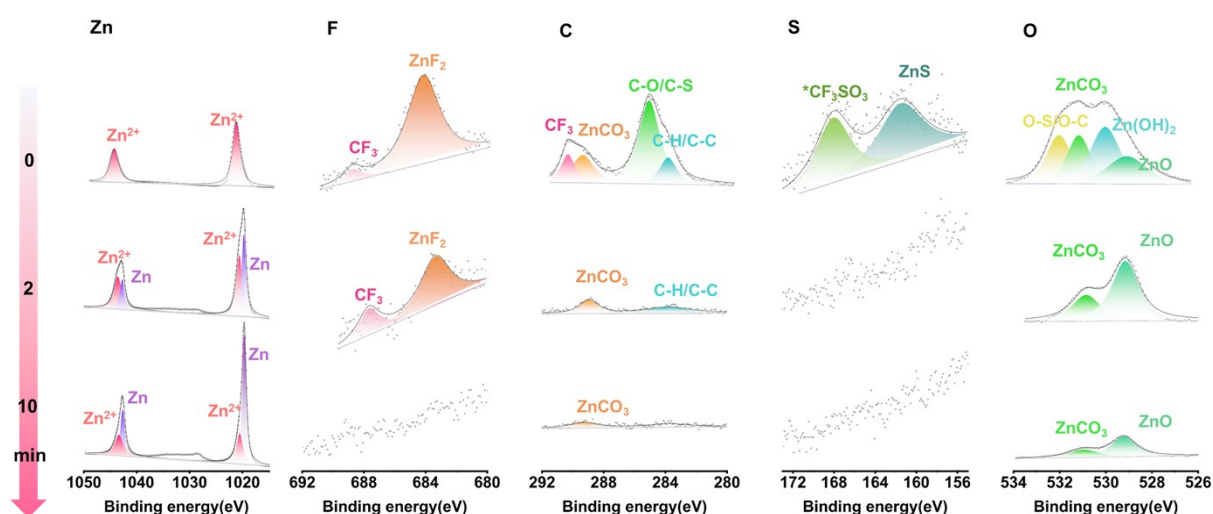 Zn
F
C
S
O
0
2
10
min
Zn²⁺
Zn²⁺
Zn²⁺
Zn
Zn²⁺
Zn
Zn²⁺
Zn
Zn²⁺
Zn
1050 1040 1030 1020
Binding energy(eV)
ZnF₂
CF₃
ZnF₂
CF₃
692 688 684 680
Binding energy(eV)
C-O/C-S
CF₃
ZnCO₃
C-H/C-C
ZnCO₃
C-H/C-C
ZnCO₃
292 288 284 280
Binding energy(eV)
*CF₃SO₃
ZnS
172 168 164 160 156
Binding energy(eV)
ZnCO₃
O-S/O-C
Zn(OH)₂
ZnO
ZnCO₃
ZnO
ZnCO₃
ZnO
534 532 530 528 526
Binding energy(eV)